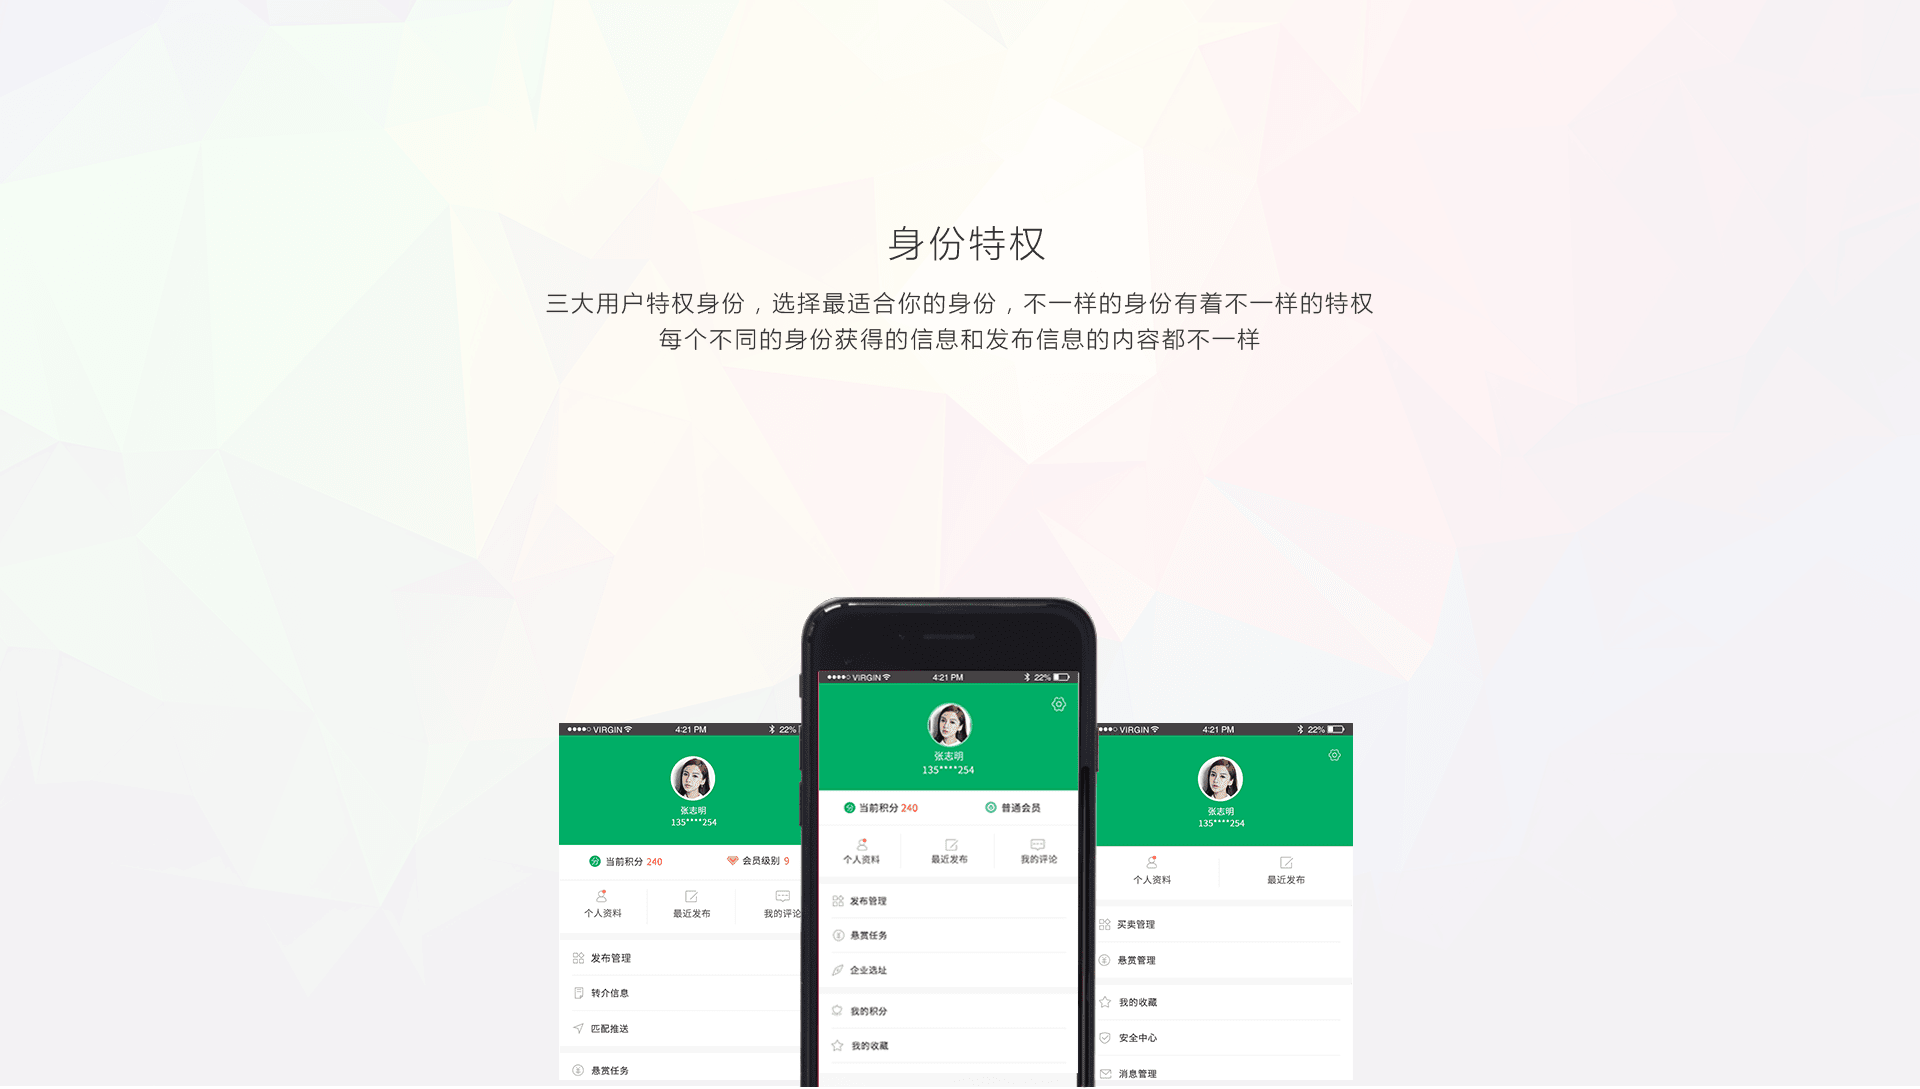 身份特权
三大用户特权身份，选择最适合你的身份，不一样的身份有着不一样的特权
每个不同的身份获得的信息和发布信息的内容都不一样
VIRGIN 4:21 PM 22%
张志明
135****254
当前积分 240 会员级别 9
个人资料 最近发布 我的评论
发布管理
转介信息
匹配推送
悬赏任务
VIRGIN 4:21 PM 22%
张志明
135****254
当前积分 240 普通会员
个人资料 最近发布 我的评论
发布管理
悬赏任务
企业选址
我的积分
我的收藏
VIRGIN 4:21 PM 22%
张志明
135****254
个人资料 最近发布
买卖管理
悬赏管理
我的收藏
安全中心
消息管理